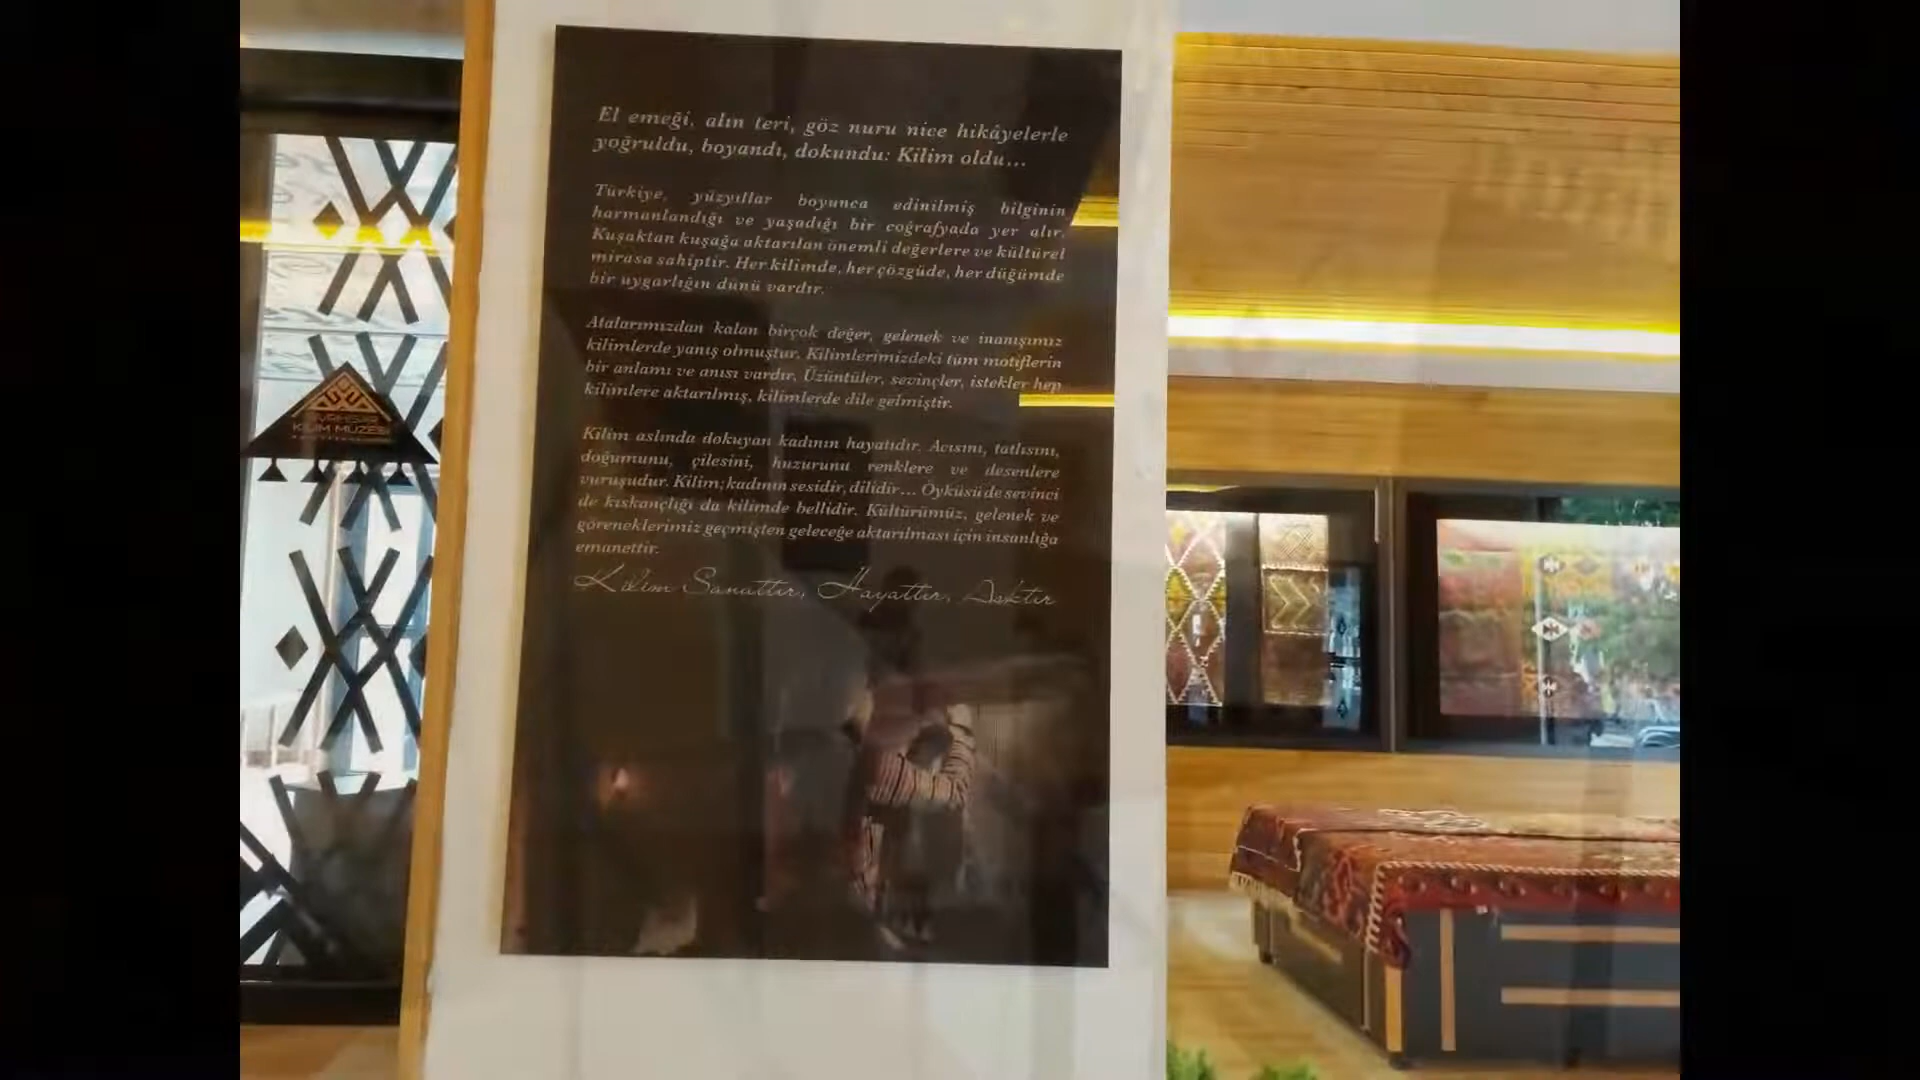 El emeği, alın teri, göz nuru nice hikâyelerle
yoğruldu, boyandı, dokundu: Kilim oldu...
Türkiye, yüzyıllar boyunca edinilmiş bilginin
harmanlandığı ve yaşadığı bir coğrafyada yer alır.
Kuşaktan kuşağa aktarılan önemli değerlere ve kültürel
mirasa sahiptir. Her kilimde, her çözgüde, her düğümde
bir uygarlığın dünü vardır.
Atalarımızdan kalan birçok değer, gelenek ve inanışımız
kilimlerde yanış olmuştur. Kilimlerimizdeki tüm motiflerin
bir anlamı ve anısı vardır. Üzüntüler, sevinçler, istekler hep
kilimlere aktarılmış, kilimlerde dile gelmiştir.
Kilim aslında dokuyan kadının hayatıdır. Acısını, tatlısını,
doğumunu, çilesini, huzurunu renklere ve desenlere
vuruşudur. Kilim; kadının sesidir, dilidir... Öyküsü de sevinci
de kıskançlığı da kilimde bellidir. Kültürümüz, gelenek ve
göreneklerimiz geçmişten geleceğe aktarılması için insanlığa
emanettir.
Kilim Sanattır, Hayattır, Aşktır
KİLİM MÜZESİ